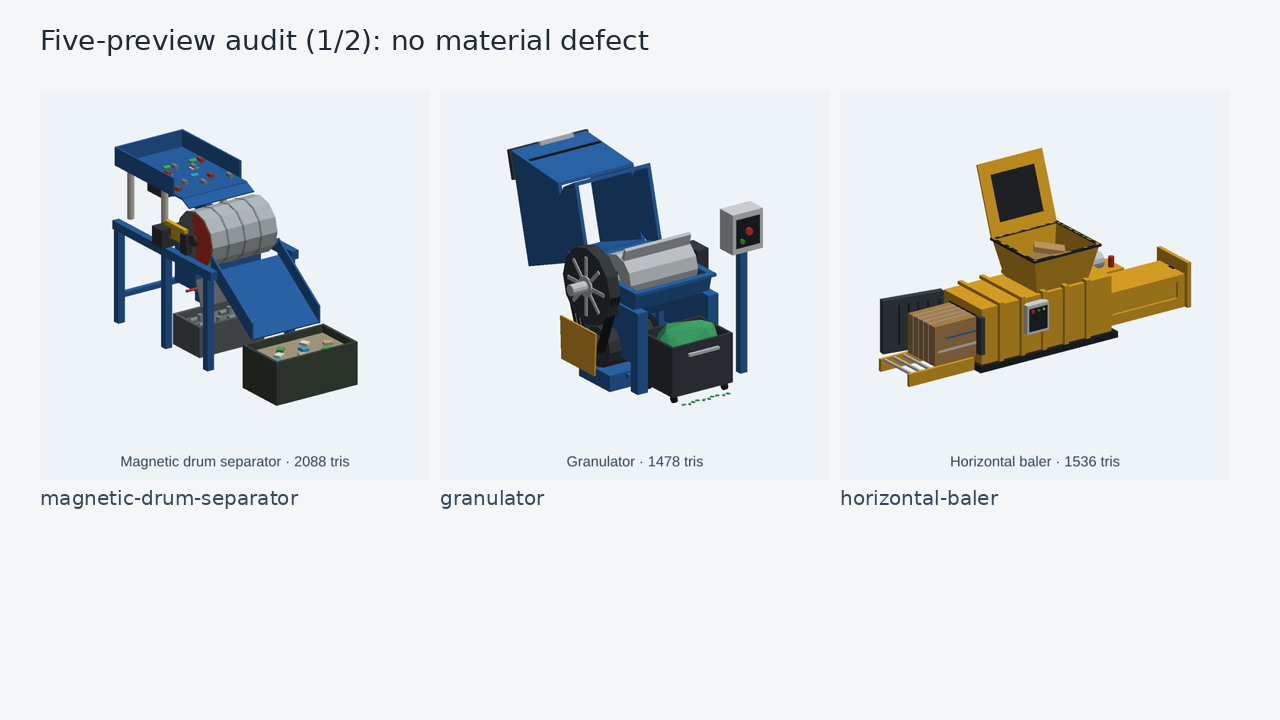 Five-preview audit (1/2): no material defect
Magnetic drum separator · 2088 tris
Granulator · 1478 tris
Horizontal baler · 1536 tris
magnetic-drum-separator
granulator
horizontal-baler